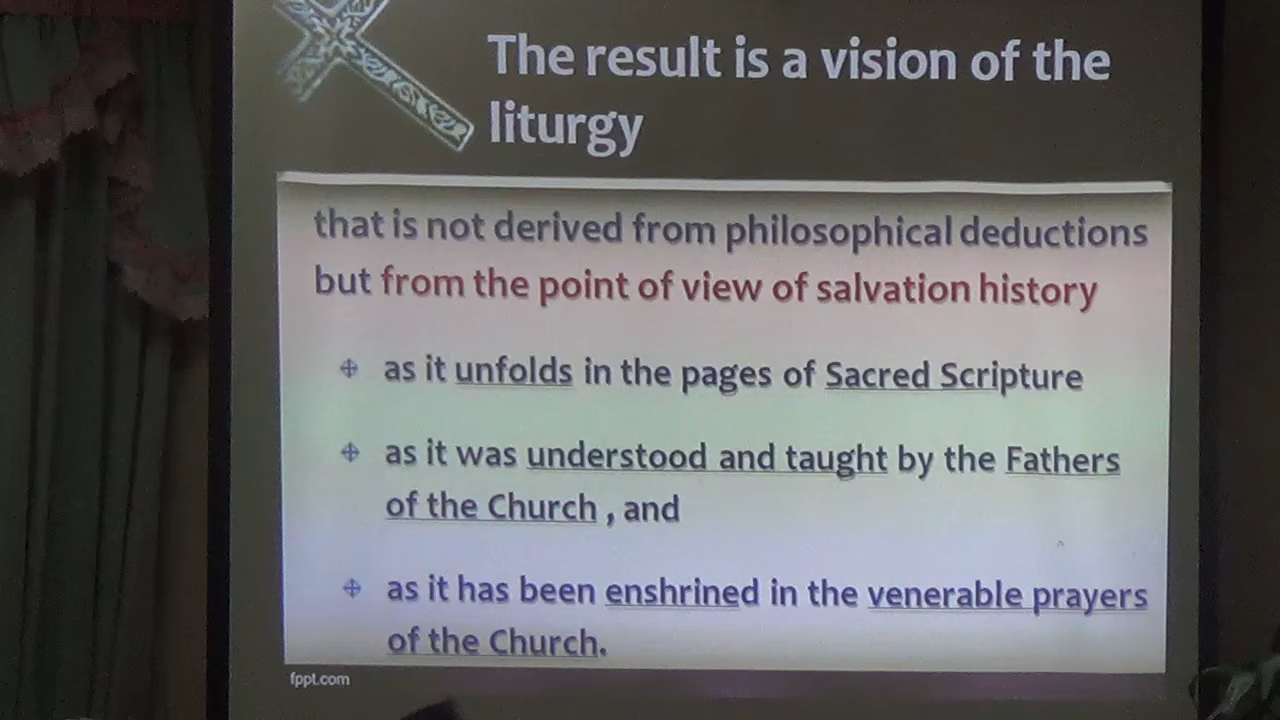 The result is a vision of the
liturgy
that is not derived from philosophical deductions
but from the point of view of salvation history
as it unfolds in the pages of Sacred Scripture
as it was understood and taught by the Fathers
of the Church , and
as it has been enshrined in the venerable prayers
of the Church.
fppt.com